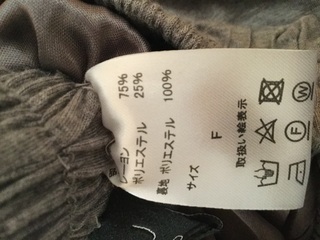 レーヨン 75%
ポリエステル 25%
裏地 ポリエステル 100%
サイズ F
取扱い絵表示
W
F